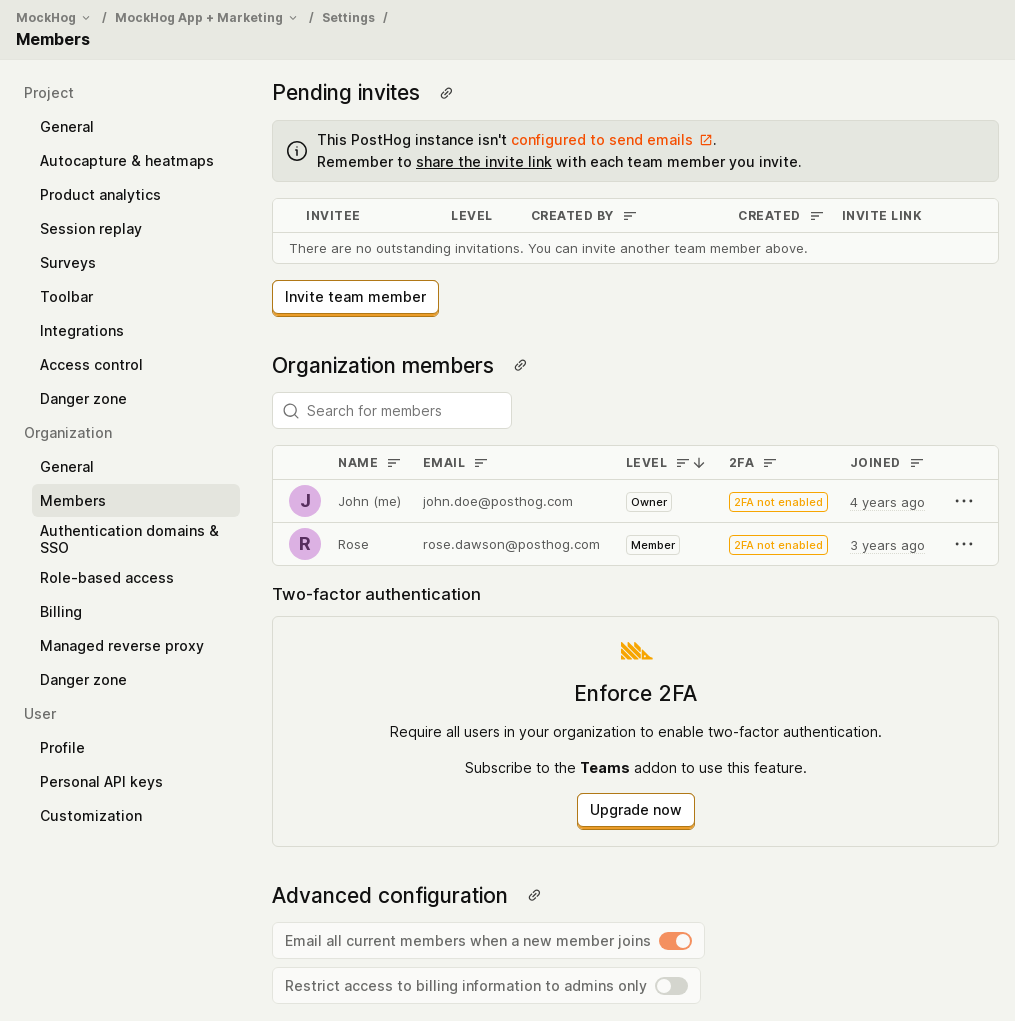 MockHog / MockHog App + Marketing / Settings /
Members
Project
General
Autocapture & heatmaps
Product analytics
Session replay
Surveys
Toolbar
Integrations
Access control
Danger zone
Organization
General
Members
Authentication domains &
SSO
Role-based access
Billing
Managed reverse proxy
Danger zone
User
Profile
Personal API keys
Customization
Pending invites
This PostHog instance isn't configured to send emails.
Remember to share the invite link with each team member you invite.
INVITEE LEVEL CREATED BY CREATED INVITE LINK
There are no outstanding invitations. You can invite another team member above.
Invite team member
Organization members
Search for members
NAME EMAIL LEVEL 2FA JOINED
J John (me) john.doe@posthog.com Owner 2FA not enabled 4 years ago
R Rose rose.dawson@posthog.com Member 2FA not enabled 3 years ago
Two-factor authentication
Enforce 2FA
Require all users in your organization to enable two-factor authentication.
Subscribe to the Teams addon to use this feature.
Upgrade now
Advanced configuration
Email all current members when a new member joins
Restrict access to billing information to admins only